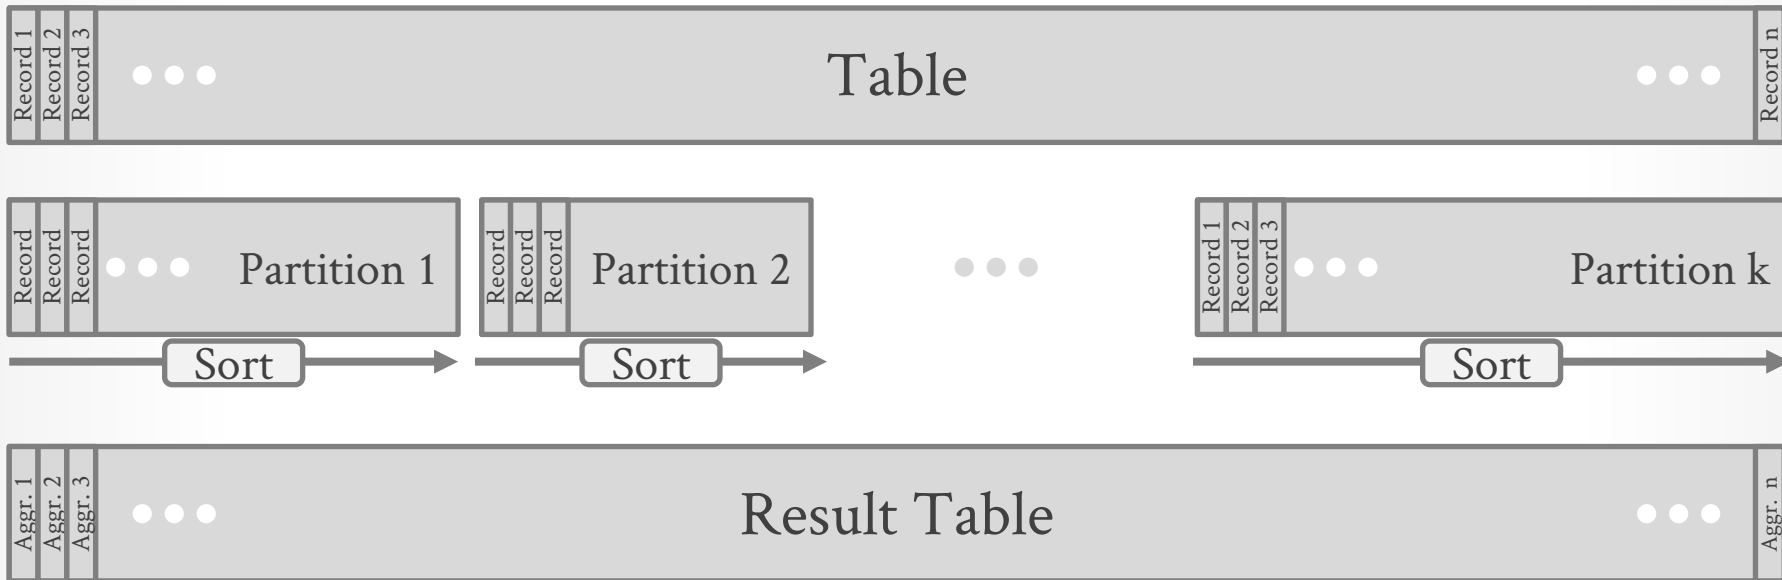 Record 1
Record 2
Record 3
Table
Record n
Record
Record
Record
Partition 1
Record
Record
Record
Partition 2
Record 1
Record 2
Record 3
Partition k
Sort
Sort
Sort
Aggr. 1
Aggr. 2
Aggr. 3
Result Table
Aggr. n